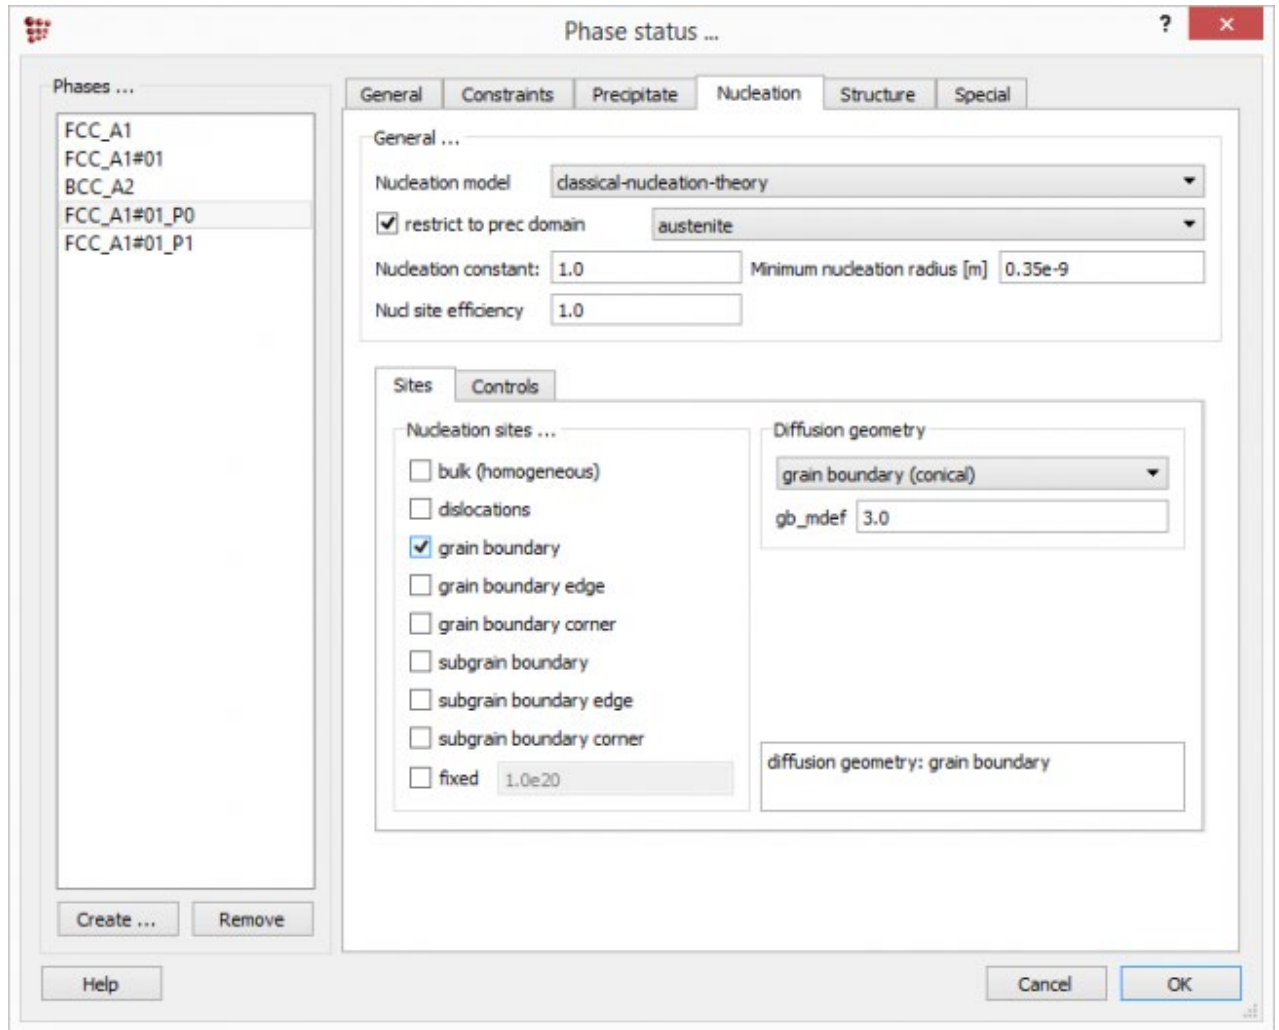 Phase status ...
?
Phases ...
FCC_A1
FCC_A1#01
BCC_A2
FCC_A1#01_P0
FCC_A1#01_P1
Create ...
Remove
General
Constraints
Precipitate
Nucleation
Structure
Special
General ...
Nucleation model
classical-nucleation-theory
restrict to prec domain
austenite
Nucleation constant:
1.0
Minimum nucleation radius [m]
0.35e-9
Nucl site efficiency
1.0
Sites
Controls
Nucleation sites ...
bulk (homogeneous)
dislocations
grain boundary
grain boundary edge
grain boundary corner
subgrain boundary
subgrain boundary edge
subgrain boundary corner
fixed
1.0e20
Diffusion geometry
grain boundary (conical)
gb_mdef
3.0
diffusion geometry: grain boundary
Help
Cancel
OK